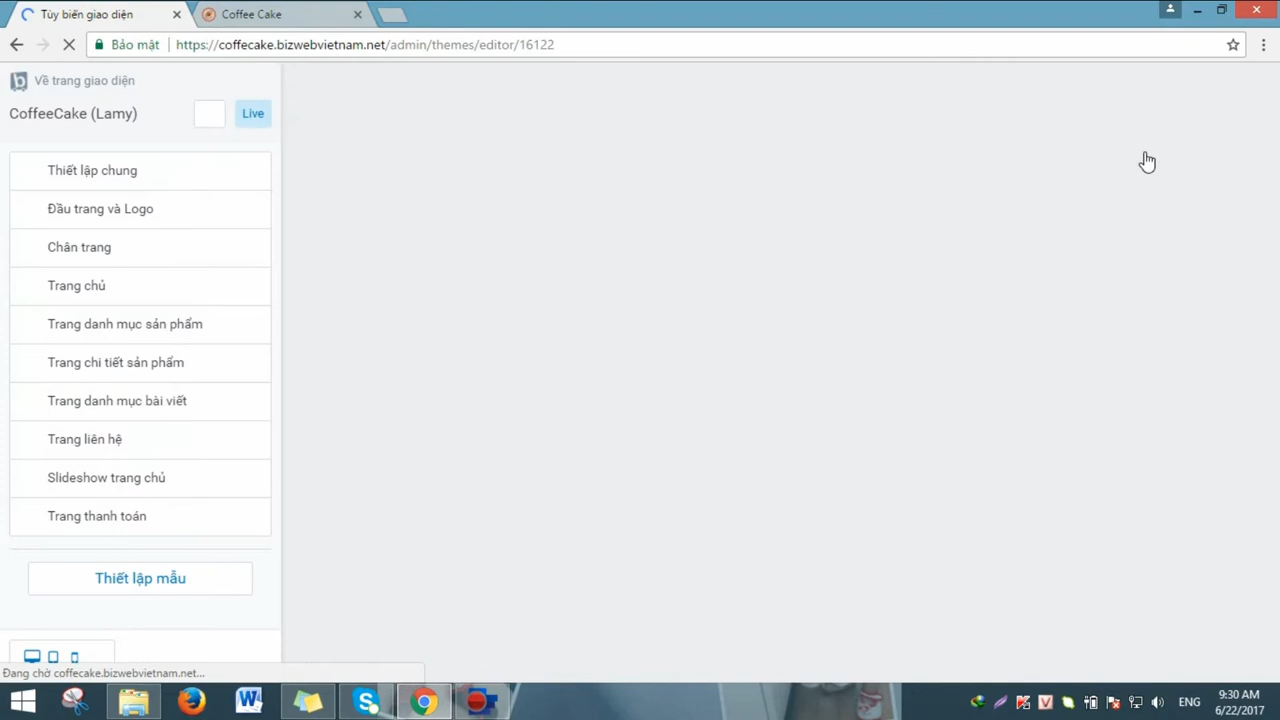 Tùy biến giao diện
Coffee Cake
Bảo mật
https://coffecake.bizwebvietnam.net/admin/themes/editor/16122
Về trang giao diện
CoffeeCake (Lamy)
Live
Thiết lập chung
Đầu trang và Logo
Chân trang
Trang chủ
Trang danh mục sản phẩm
Trang chi tiết sản phẩm
Trang danh mục bài viết
Trang liên hệ
Slideshow trang chủ
Trang thanh toán
Thiết lập mẫu
Đang chờ coffecake.bizwebvietnam.net...
ENG
9:30 AM
6/22/2017